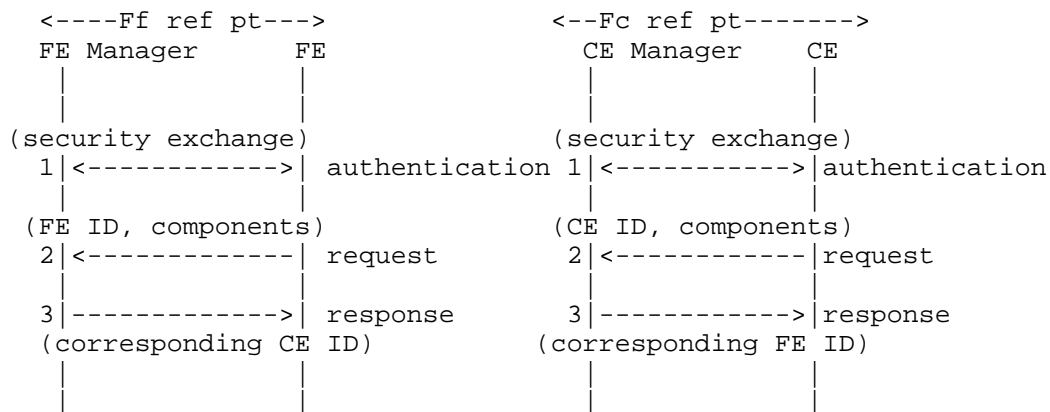 <----Ff ref pt--->              <--Fc ref pt------->
FE Manager      FE                CE Manager     CE
(security exchange)               (security exchange)
1|<------------>| authentication 1|<----------->|authentication
(FE ID, components)               (CE ID, components)
2|<-------------| request        2|<------------|request
3|------------->| response       3|------------>|response
(corresponding CE ID)            (corresponding FE ID)